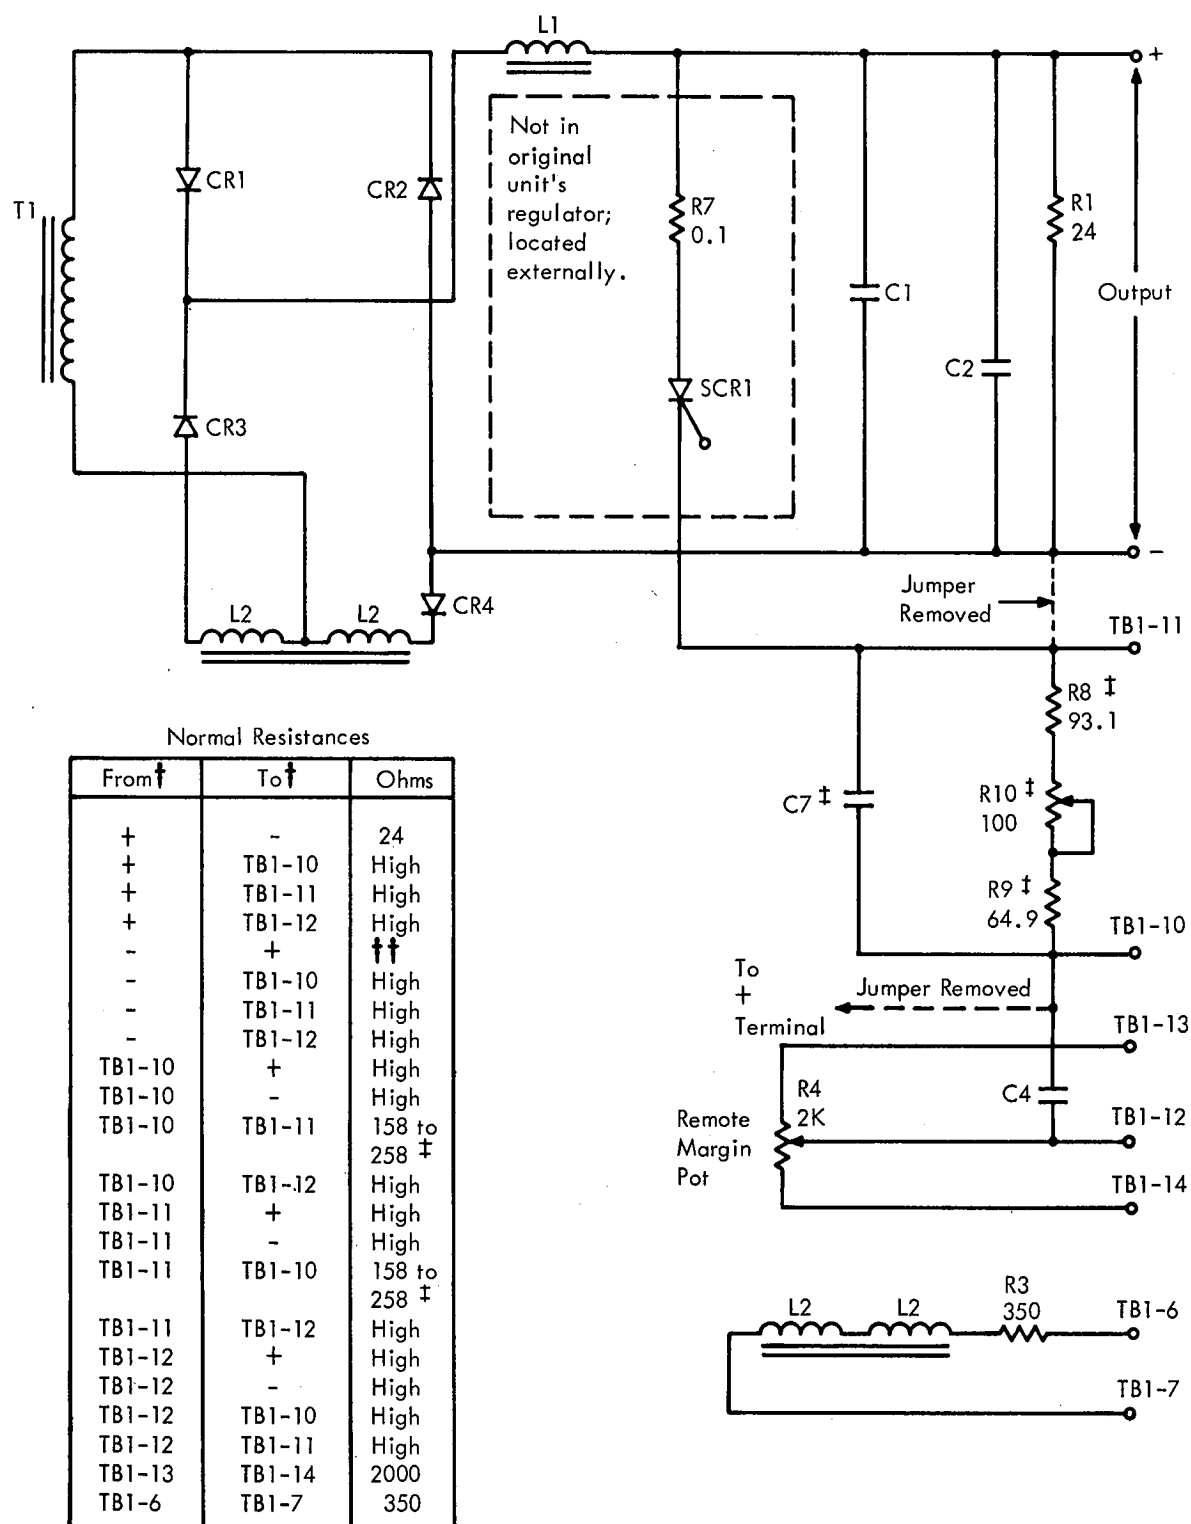 L1
+
Not in
original
unit's
regulator;
located
externally.
CR1
CR2
T1
R7
0.1
R1
24
C1
Output
C2
SCR1
CR3
-
Jumper
Removed
CR4
L2 L2
TB1-11
R8 ‡
93.1
C7 ‡
R10 ‡
100
R9 ‡
64.9
TB1-10
To
+
Terminal
Jumper Removed
TB1-13
R4
2K
C4
Remote
Margin
Pot
TB1-12
TB1-14
R3
350
L2 L2
TB1-6
TB1-7
Normal Resistances
From† To† Ohms
+ - 24
+ TB1-10 High
+ TB1-11 High
+ TB1-12 High
- + ††
- TB1-10 High
- TB1-11 High
- TB1-12 High
TB1-10 + High
TB1-10 - High
TB1-10 TB1-11 158 to
258 ‡
TB1-10 TB1-12 High
TB1-11 + High
TB1-11 - High
TB1-11 TB1-10 158 to
258 ‡
TB1-11 TB1-12 High
TB1-12 + High
TB1-12 - High
TB1-12 TB1-10 High
TB1-12 TB1-11 High
TB1-13 TB1-14 2000
TB1-6 TB1-7 350